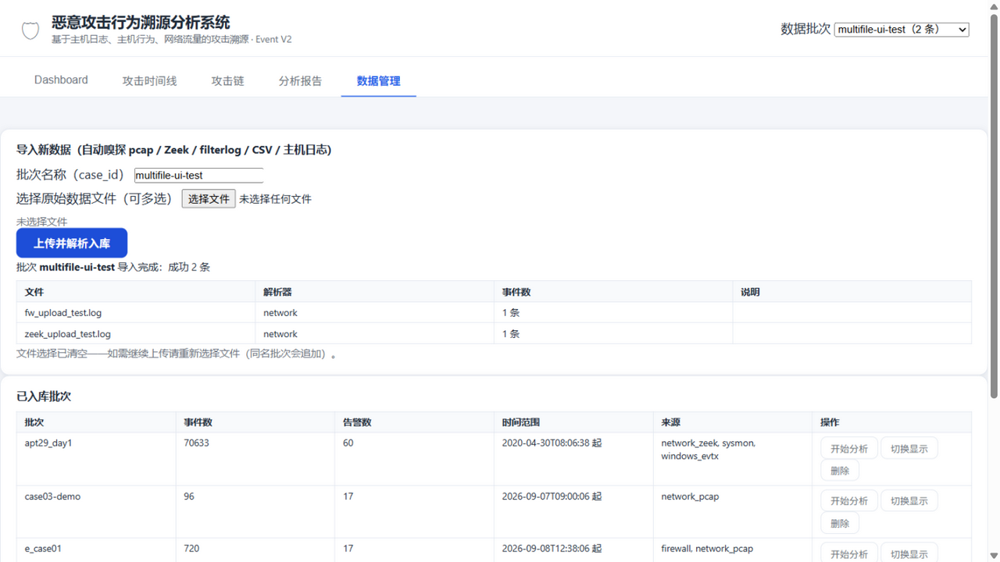 恶意攻击行为溯源分析系统
基于主机日志、主机行为、网络流量的攻击溯源 · Event V2
数据批次 multifile-ui-test（2 条）
Dashboard 攻击时间线 攻击链 分析报告 数据管理
导入新数据（自动嗅探 pcap / Zeek / filterlog / CSV / 主机日志）
批次名称（case_id） multifile-ui-test
选择原始数据文件（可多选） 选择文件 未选择任何文件
未选择文件
上传并解析入库
批次 multifile-ui-test 导入完成：成功 2 条
文件 解析器 事件数 说明
fw_upload_test.log network 1 条
zeek_upload_test.log network 1 条
文件选择已清空——如需继续上传请重新选择文件（同名批次会追加）。
已入库批次
批次 事件数 告警数 时间范围 来源 操作
apt29_day1 70633 60 2020-04-30T08:06:38 起 network_zeek, sysmon, 开始分析 切换显示
windows_evtx 删除
case03-demo 96 17 2026-09-07T09:00:06 起 network_pcap 开始分析 切换显示
删除
e_case01 720 17 2026-09-08T12:38:06 起 firewall, network_pcap 开始分析 切换显示